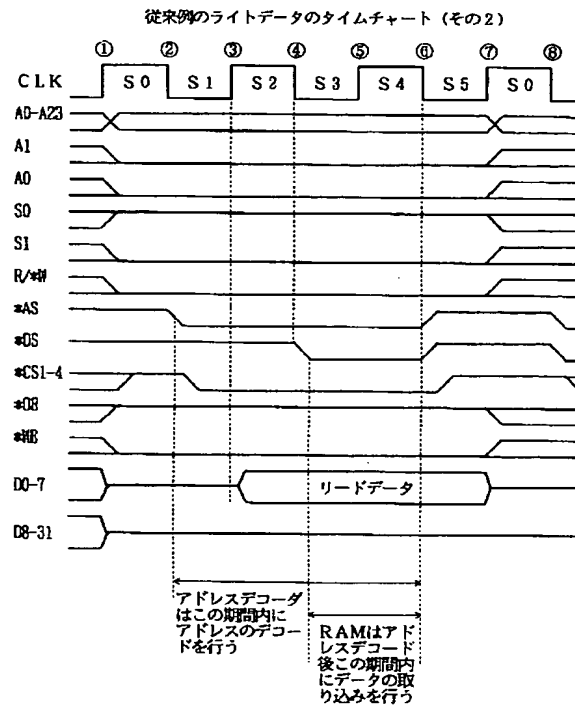 従来例のライトデータのタイムチャート（その2）
① ② ③ ④ ⑤ ⑥ ⑦ ⑧
CLK S0 S1 S2 S3 S4 S5 S0
A0-A23
A1
A0
S0
S1
R/*W
*AS
*DS
*CS1-4
*OE
*WE
D0-7 リードデータ
D8-31
アドレスデコーダ
はこの期間内に
アドレスのデコー
ドを行う
RAMはアド
レスデコード
後この期間内
にデータの取
り込みを行う